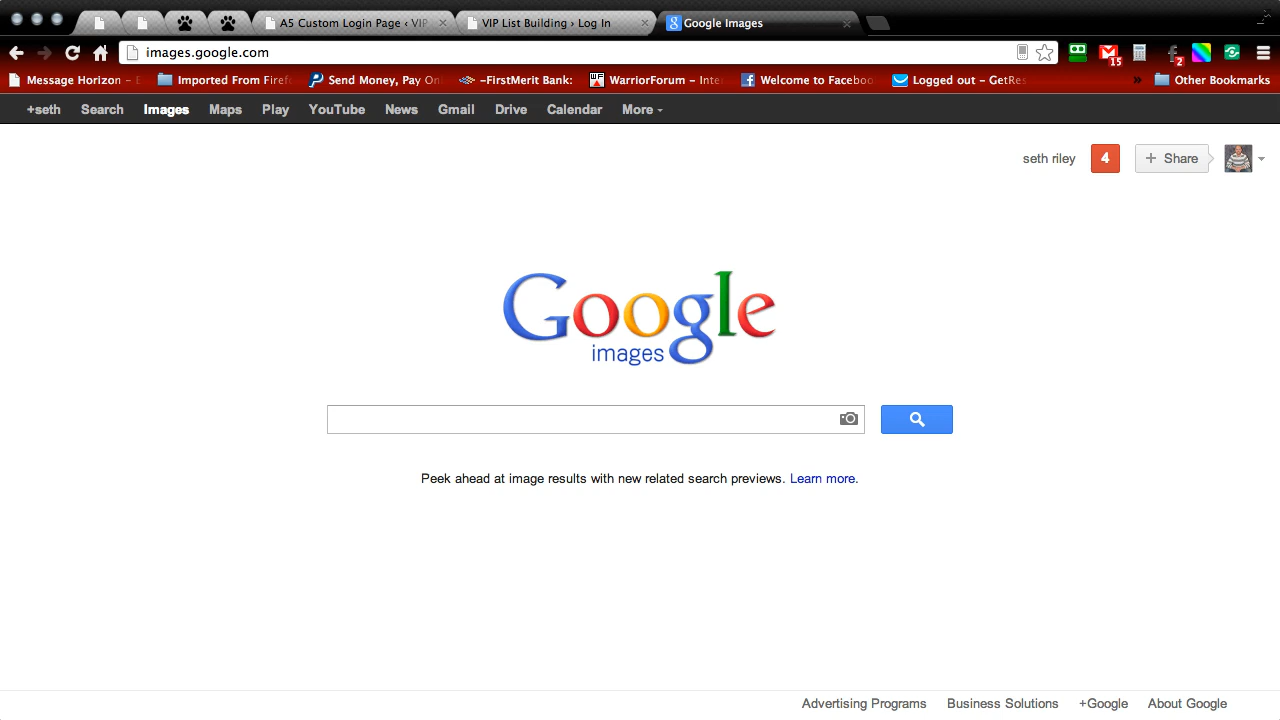 A5 Custom Login Page ‹ VIP
VIP List Building › Log In
Google Images
images.google.com
15
2
Message Horizon -
Imported From Firef
Send Money, Pay On
-FirstMerit Bank:
WarriorForum - Inte
Welcome to Faceboo
Logged out - GetRes
»
Other Bookmarks
+seth Search Images Maps Play YouTube News Gmail Drive Calendar More
seth riley 4 + Share
Google
images
Peek ahead at image results with new related search previews. Learn more.
Advertising Programs Business Solutions +Google About Google